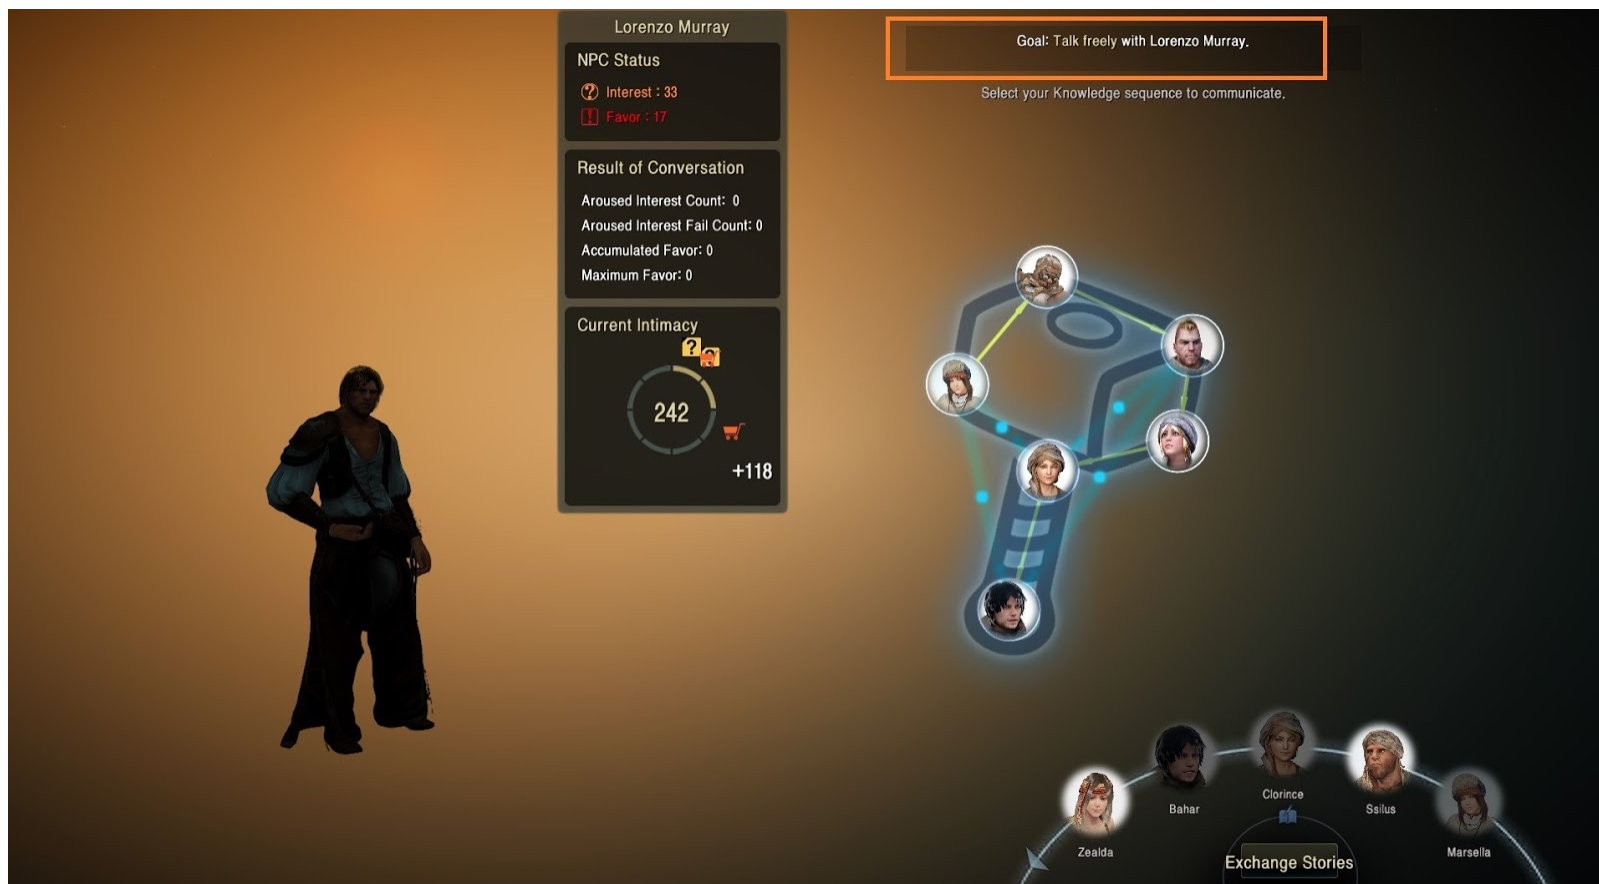 Lorenzo Murray
NPC Status
Interest : 33
Favor : 17
Result of Conversation
Aroused Interest Count: 0
Aroused Interest Fail Count: 0
Accumulated Favor: 0
Maximum Favor: 0
Current Intimacy
242
+118
Goal: Talk freely with Lorenzo Murray.
Select your Knowledge sequence to communicate.
Zealda
Bahar
Clorince
Ssilus
Marsella
Exchange Stories